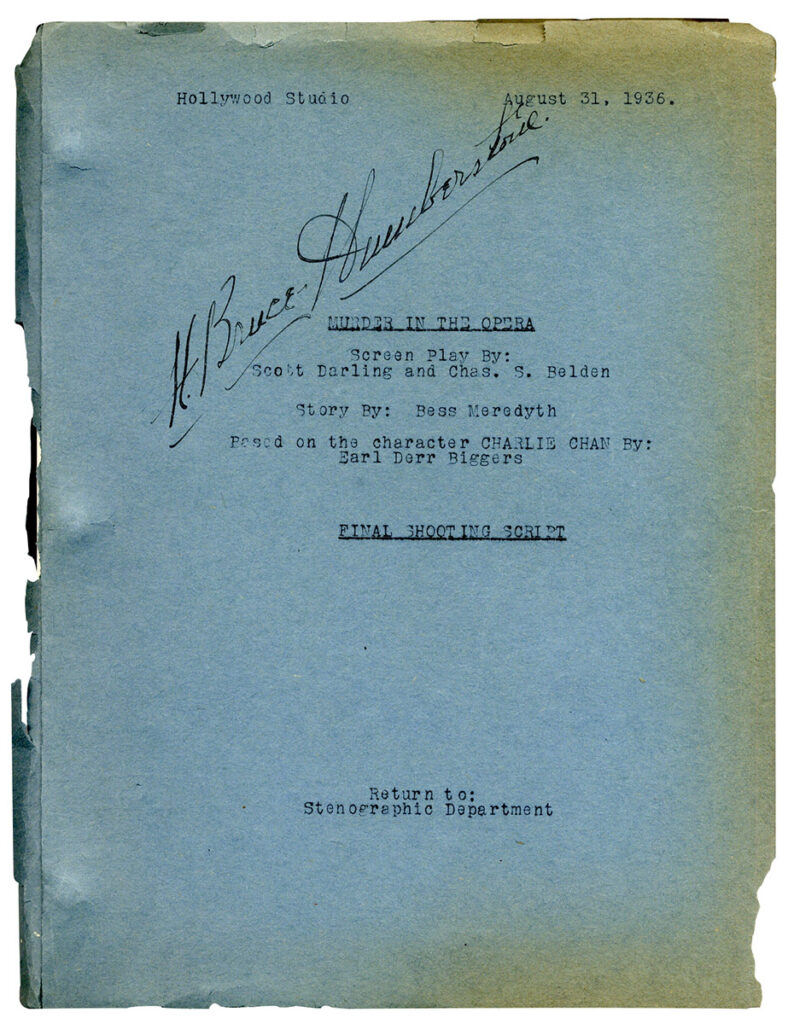 Hollywood Studio August 31, 1936.
H. Bruce Humberstone.
MURDER IN THE OPERA
Screen Play By:
Scott Darling and Chas. S. Belden
Story By: Bess Meredyth
Based on the character CHARLIE CHAN By:
Earl Derr Biggers
FINAL SHOOTING SCRIPT
Return to:
Stenographic Department